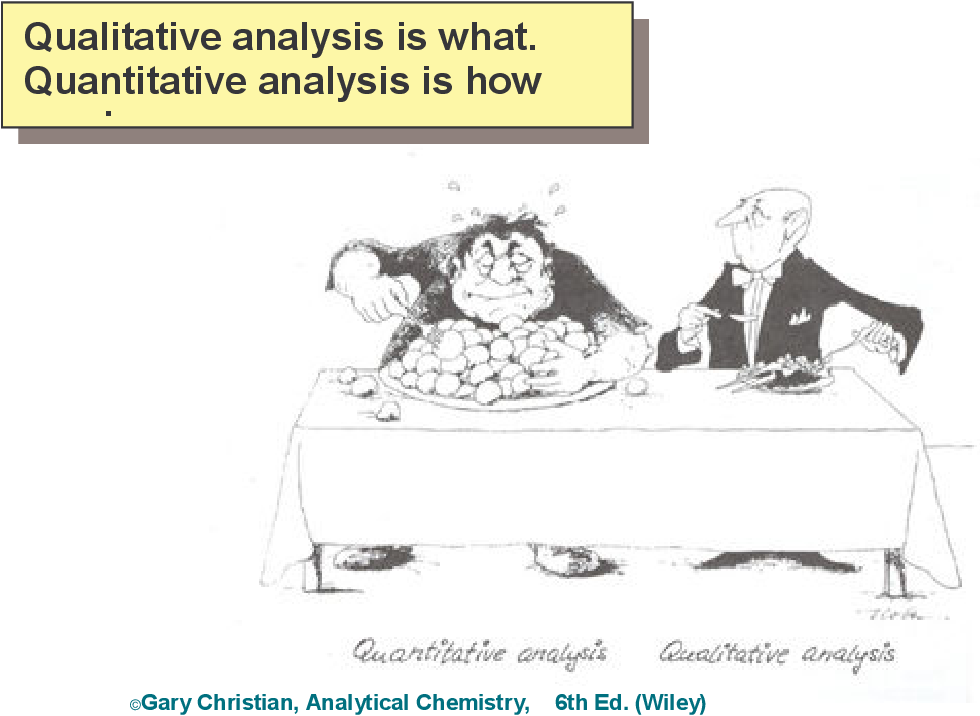 Qualitative analysis is what.
Quantitative analysis is how
Quantitative analysis Qualitative analysis
©Gary Christian, Analytical Chemistry, 6th Ed. (Wiley)